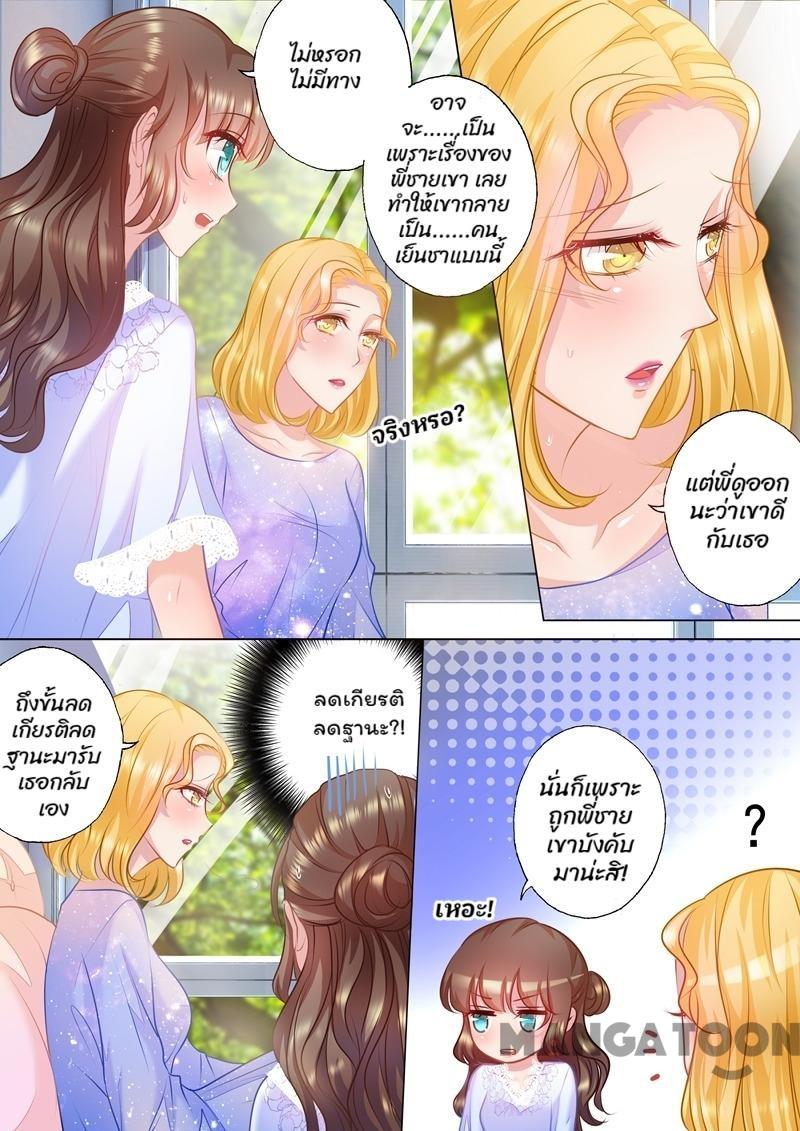 ไม่หรอก
ไม่มีทาง
อาจ
จะ......เป็น
เพราะเรื่องของ
พี่ชายเขา เลย
ทำให้เขากลาย
เป็น......คน
เย็นชาแบบนี้
จริงหรอ?
แต่พี่ดูออก
นะว่าเขาดี
กับเธอ
ถึงขั้นลด
เกียรติลด
ฐานะมารับ
เธอกลับ
เอง
ลดเกียรติ
ลดฐานะ?!
นั่นก็เพราะ
ถูกพี่ชาย
เขาบังคับ
มาน่ะสิ!
?
เหอะ!
MANGATOON